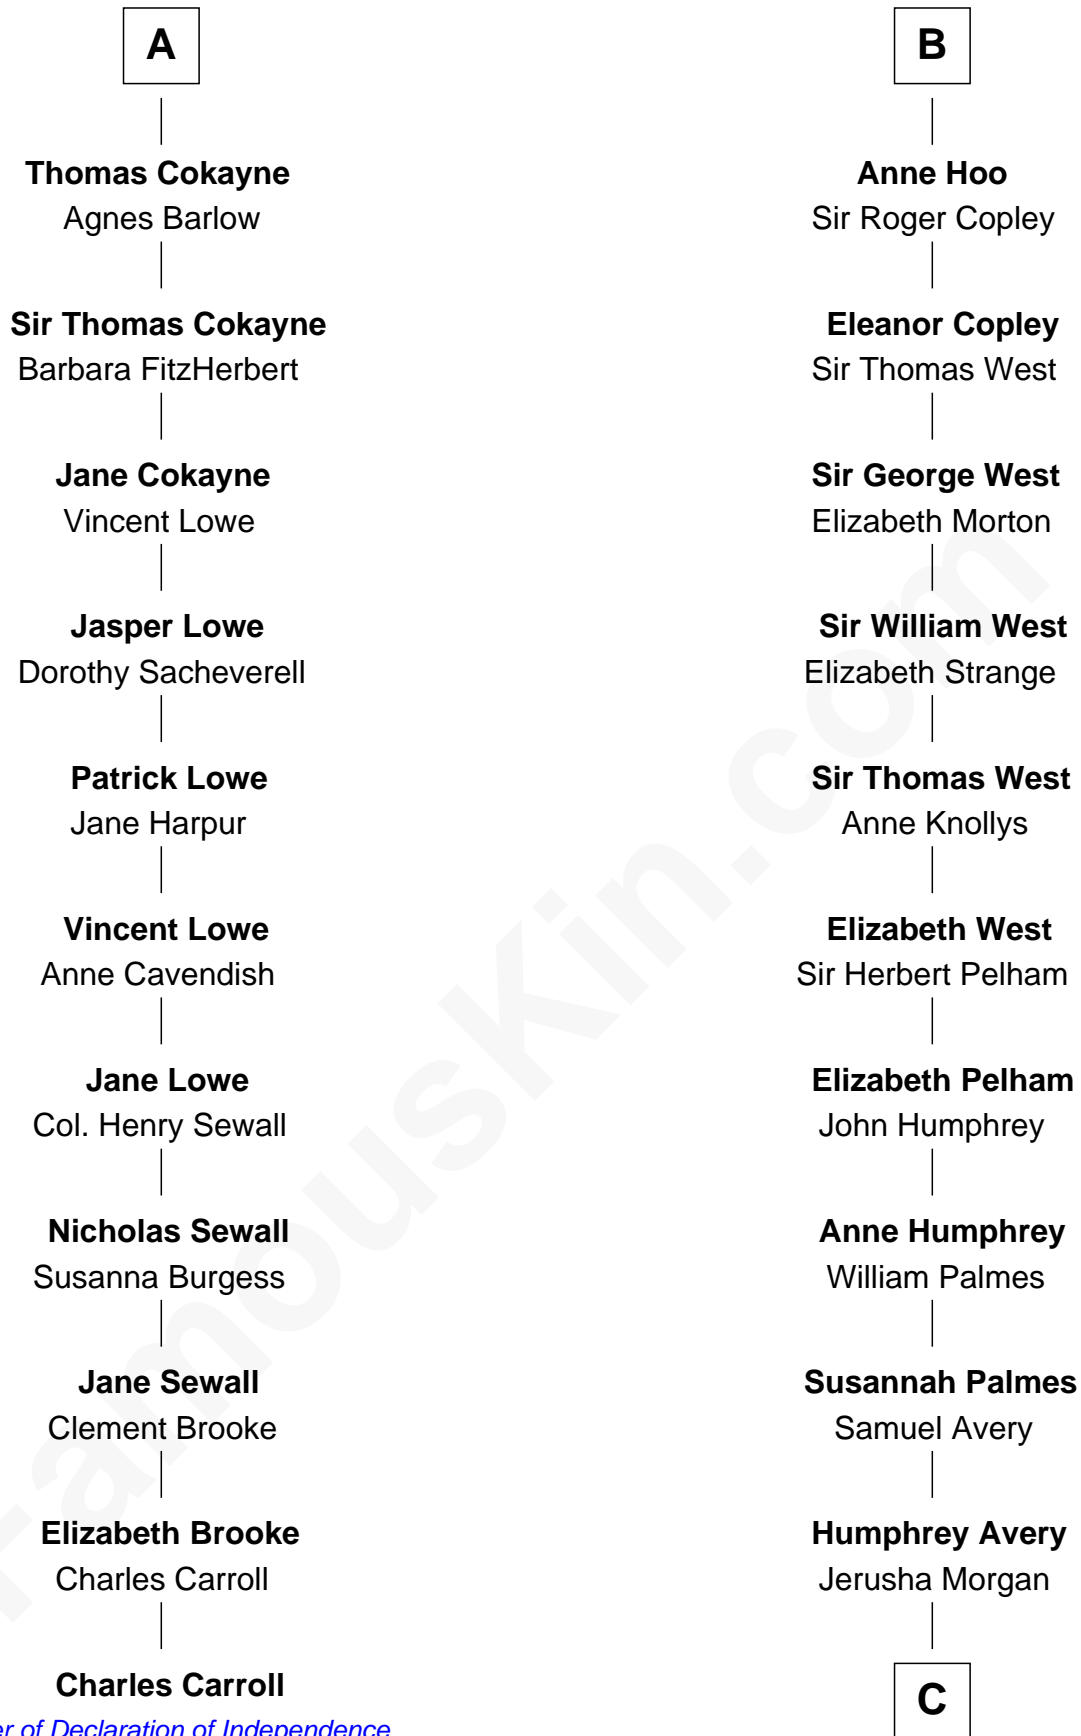 A
Thomas Cokayne
Agnes Barlow
Sir Thomas Cokayne
Barbara FitzHerbert
Jane Cokayne
Vincent Lowe
Jasper Lowe
Dorothy Sacheverell
Patrick Lowe
Jane Harpur
Vincent Lowe
Anne Cavendish
Jane Lowe
Col. Henry Sewall
Nicholas Sewall
Susanna Burgess
Jane Sewall
Clement Brooke
Elizabeth Brooke
Charles Carroll
Charles Carroll
of Declaration of Independence
B
Anne Hoo
Sir Roger Copley
Eleanor Copley
Sir Thomas West
Sir George West
Elizabeth Morton
Sir William West
Elizabeth Strange
Sir Thomas West
Anne Knollys
Elizabeth West
Sir Herbert Pelham
Elizabeth Pelham
John Humphrey
Anne Humphrey
William Palmes
Susannah Palmes
Samuel Avery
Humphrey Avery
Jerusha Morgan
C
FamousKin.com